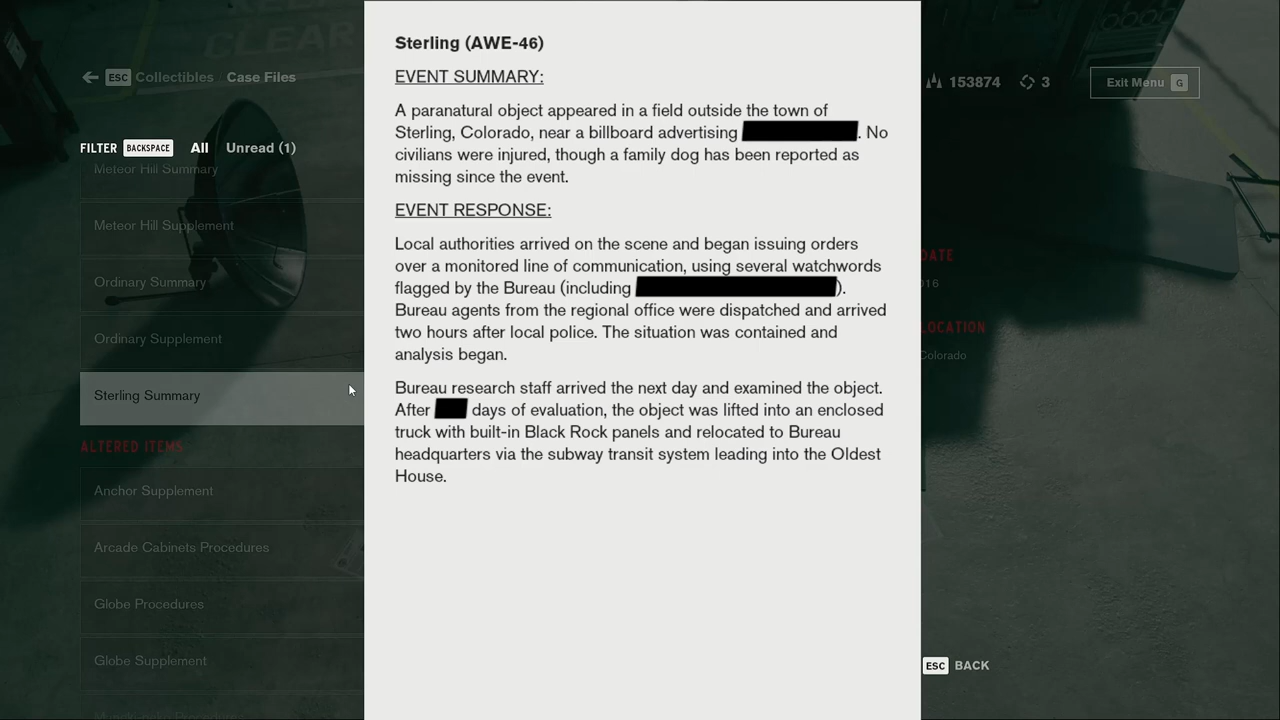 CLEAR
ESC Collectibles Case Files
153874 3
Exit Menu G
FILTER BACKSPACE All Unread (1)
Meteor Hill Summary
Meteor Hill Supplement
Ordinary Summary
Ordinary Supplement
Sterling Summary
ALTERED ITEMS
Anchor Supplement
Arcade Cabinets Procedures
Globe Procedures
Globe Supplement
Sterling (AWE-46)
EVENT SUMMARY:
A paranatural object appeared in a field outside the town of
Sterling, Colorado, near a billboard advertising . No
civilians were injured, though a family dog has been reported as
missing since the event.
EVENT RESPONSE:
Local authorities arrived on the scene and began issuing orders
over a monitored line of communication, using several watchwords
flagged by the Bureau (including ).
Bureau agents from the regional office were dispatched and arrived
two hours after local police. The situation was contained and
analysis began.
Bureau research staff arrived the next day and examined the object.
After days of evaluation, the object was lifted into an enclosed
truck with built-in Black Rock panels and relocated to Bureau
headquarters via the subway transit system leading into the Oldest
House.
DATE
016
LOCATION
Colorado
ESC BACK